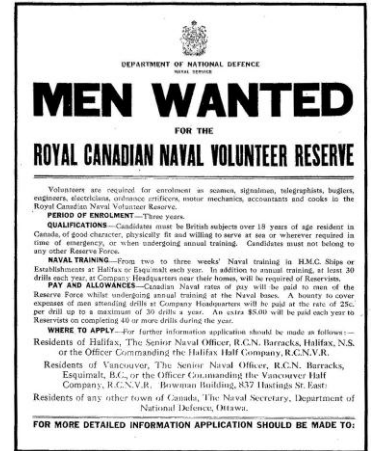 DEPARTMENT OF NATIONAL DEFENCE
NAVAL SERVICE
MEN WANTED
FOR THE
ROYAL CANADIAN NAVAL VOLUNTEER RESERVE
Volunteers are required for enrolment as seamen, signalmen, telegraphists, buglers,
engineers, electricians, ordnance artificers, motor mechanics, accountants and cooks in the
Royal Canadian Naval Volunteer Reserve.
PERIOD OF ENROLMENT—Three years.
QUALIFICATIONS—Candidates must be British subjects over 18 years of age resident in
Canada, of good character, physically fit and willing to serve at sea or wherever required in
time of emergency, or when undergoing annual training. Candidates must not belong to
any other Reserve Force.
NAVAL TRAINING—From two to three weeks' Naval training in H.M.C. Ships or
Establishments at Halifax or Esquimalt each year. In addition to annual training, at least 30
drills each year, at Company Headquarters near their homes, will be required of Reservists.
PAY AND ALLOWANCES—Canadian Naval rates of pay will be paid to men of the
Reserve Force whilst undergoing annual training at the Naval bases. A bounty to cover
expenses of men attending drills at Company Headquarters will be paid at the rate of 25c.
per drill up to a maximum of 30 drills a year. An extra $5.00 will be paid each year to
Reservists on completing 40 or more drills during the year.
WHERE TO APPLY—For further information application should be made as follows:—
Residents of Halifax, The Senior Naval Officer, R.C.N. Barracks, Halifax, N.S.
or the Officer Commanding the Halifax Half Company, R.C.N.V.R.
Residents of Vancouver, The Senior Naval Officer, R.C.N. Barracks,
Esquimalt, B.C., or the Officer Commanding the Vancouver Half
Company, R.C.N.V.R. Bowman Building, 837 Hastings St. East:
Residents of any other town of Canada, The Naval Secretary, Department of
National Defence, Ottawa.
FOR MORE DETAILED INFORMATION APPLICATION SHOULD BE MADE TO: